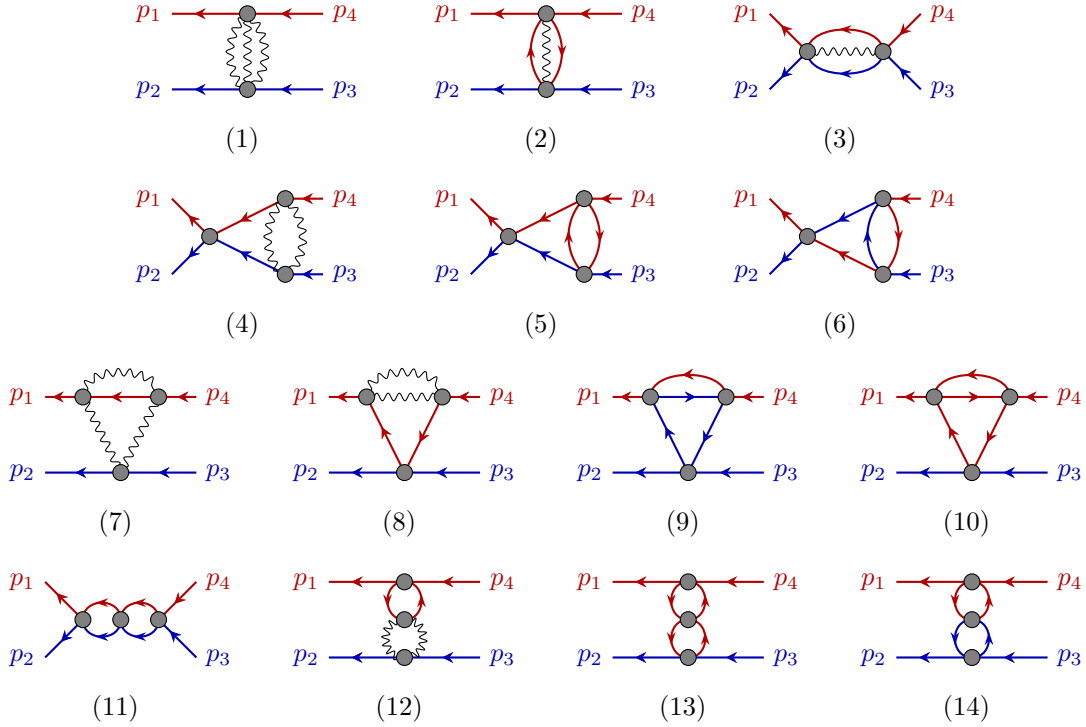 p₁ p₄ p₁ p₄ p₁ p₄
p₂ p₃ p₂ p₃ p₂ p₃
(1) (2) (3)
p₁ p₄ p₁ p₄ p₁ p₄
p₂ p₃ p₂ p₃ p₂ p₃
(4) (5) (6)
p₁ p₄ p₁ p₄ p₁ p₄ p₁ p₄
p₂ p₃ p₂ p₃ p₂ p₃ p₂ p₃
(7) (8) (9) (10)
p₁ p₄ p₁ p₄ p₁ p₄ p₁ p₄
p₂ p₃ p₂ p₃ p₂ p₃ p₂ p₃
(11) (12) (13) (14)